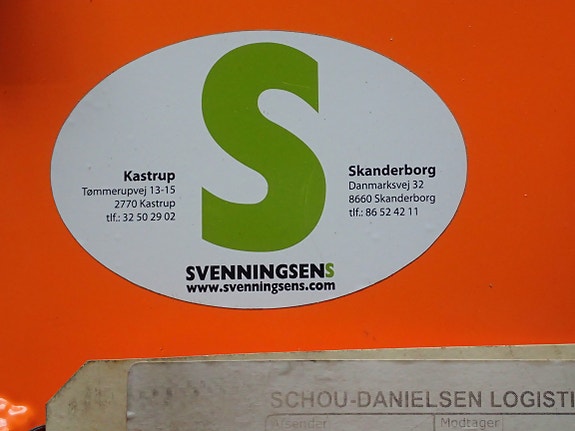 S
Kastrup
Tømmerupvej 13-15
2770 Kastrup
tlf.: 32 50 29 02
Skanderborg
Danmarksvej 32
8660 Skanderborg
tlf.: 86 52 42 11
SVENNINGSENS
www.svenningsens.com
SCHOU-DANIELSEN LOGISTI
Afsender
Modtager